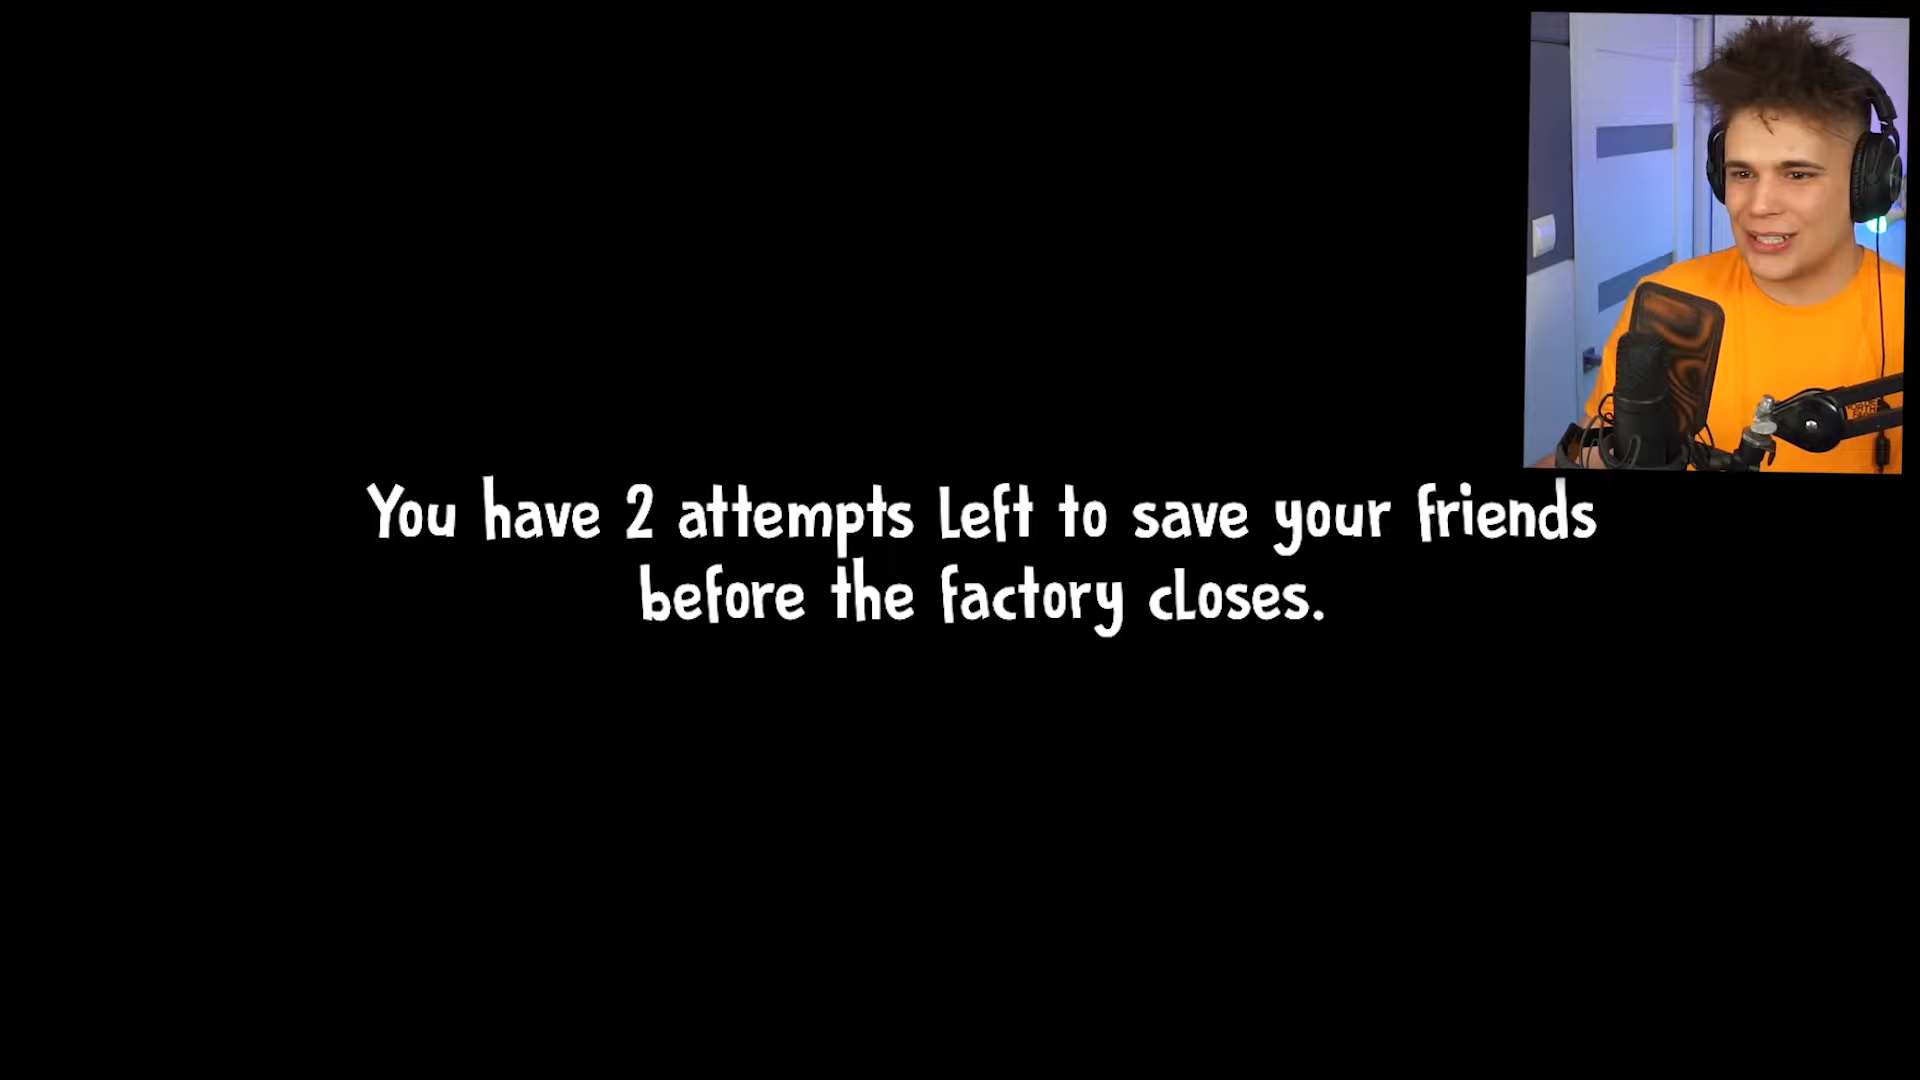 You have 2 attempts left to save your friends
before the factory closes.